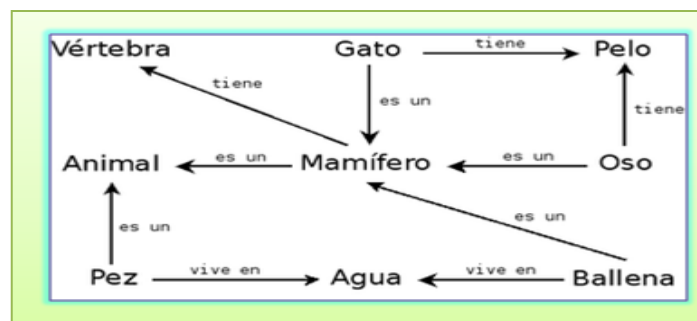 Vértebra Gato tiene Pelo
tiene es un tiene
Animal es un Mamífero es un Oso
es un es un
Pez vive en Agua vive en Ballena